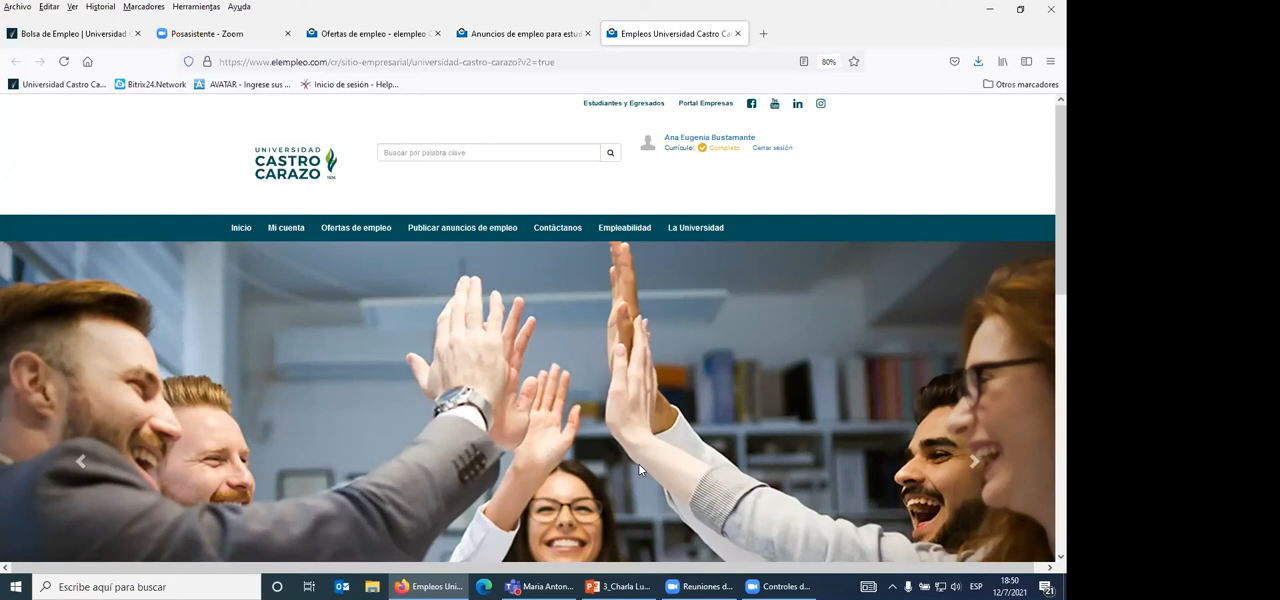 Archivo Editar Ver Historial Marcadores Herramientas Ayuda
Bolsa de Empleo | Universidad Posasistente - Zoom Ofertas de empleo - elempleo Anuncios de empleo para estud Empleos Universidad Castro Ca
https://www.elempleo.com/cr/sitio-empresarial/universidad-castro-carazo?v2=true 80%
Universidad Castro Ca... Bitrix24.Network AVATAR - Ingrese sus ... Inicio de sesión - Help... Otros marcadores
Estudiantes y Egresados Portal Empresas
UNIVERSIDAD
CASTRO
CARAZO
Buscar por palabra clave
Ana Eugenia Bustamante
Currículo: Completo Cerrar sesión
Inicio Mi cuenta Ofertas de empleo Publicar anuncios de empleo Contáctanos Empleabilidad La Universidad
Escribe aquí para buscar
Empleos Uni... Maria Anton... 3_Charla Lu... Reuniones d... Controles d...
ESP
18:50
12/7/2021
21